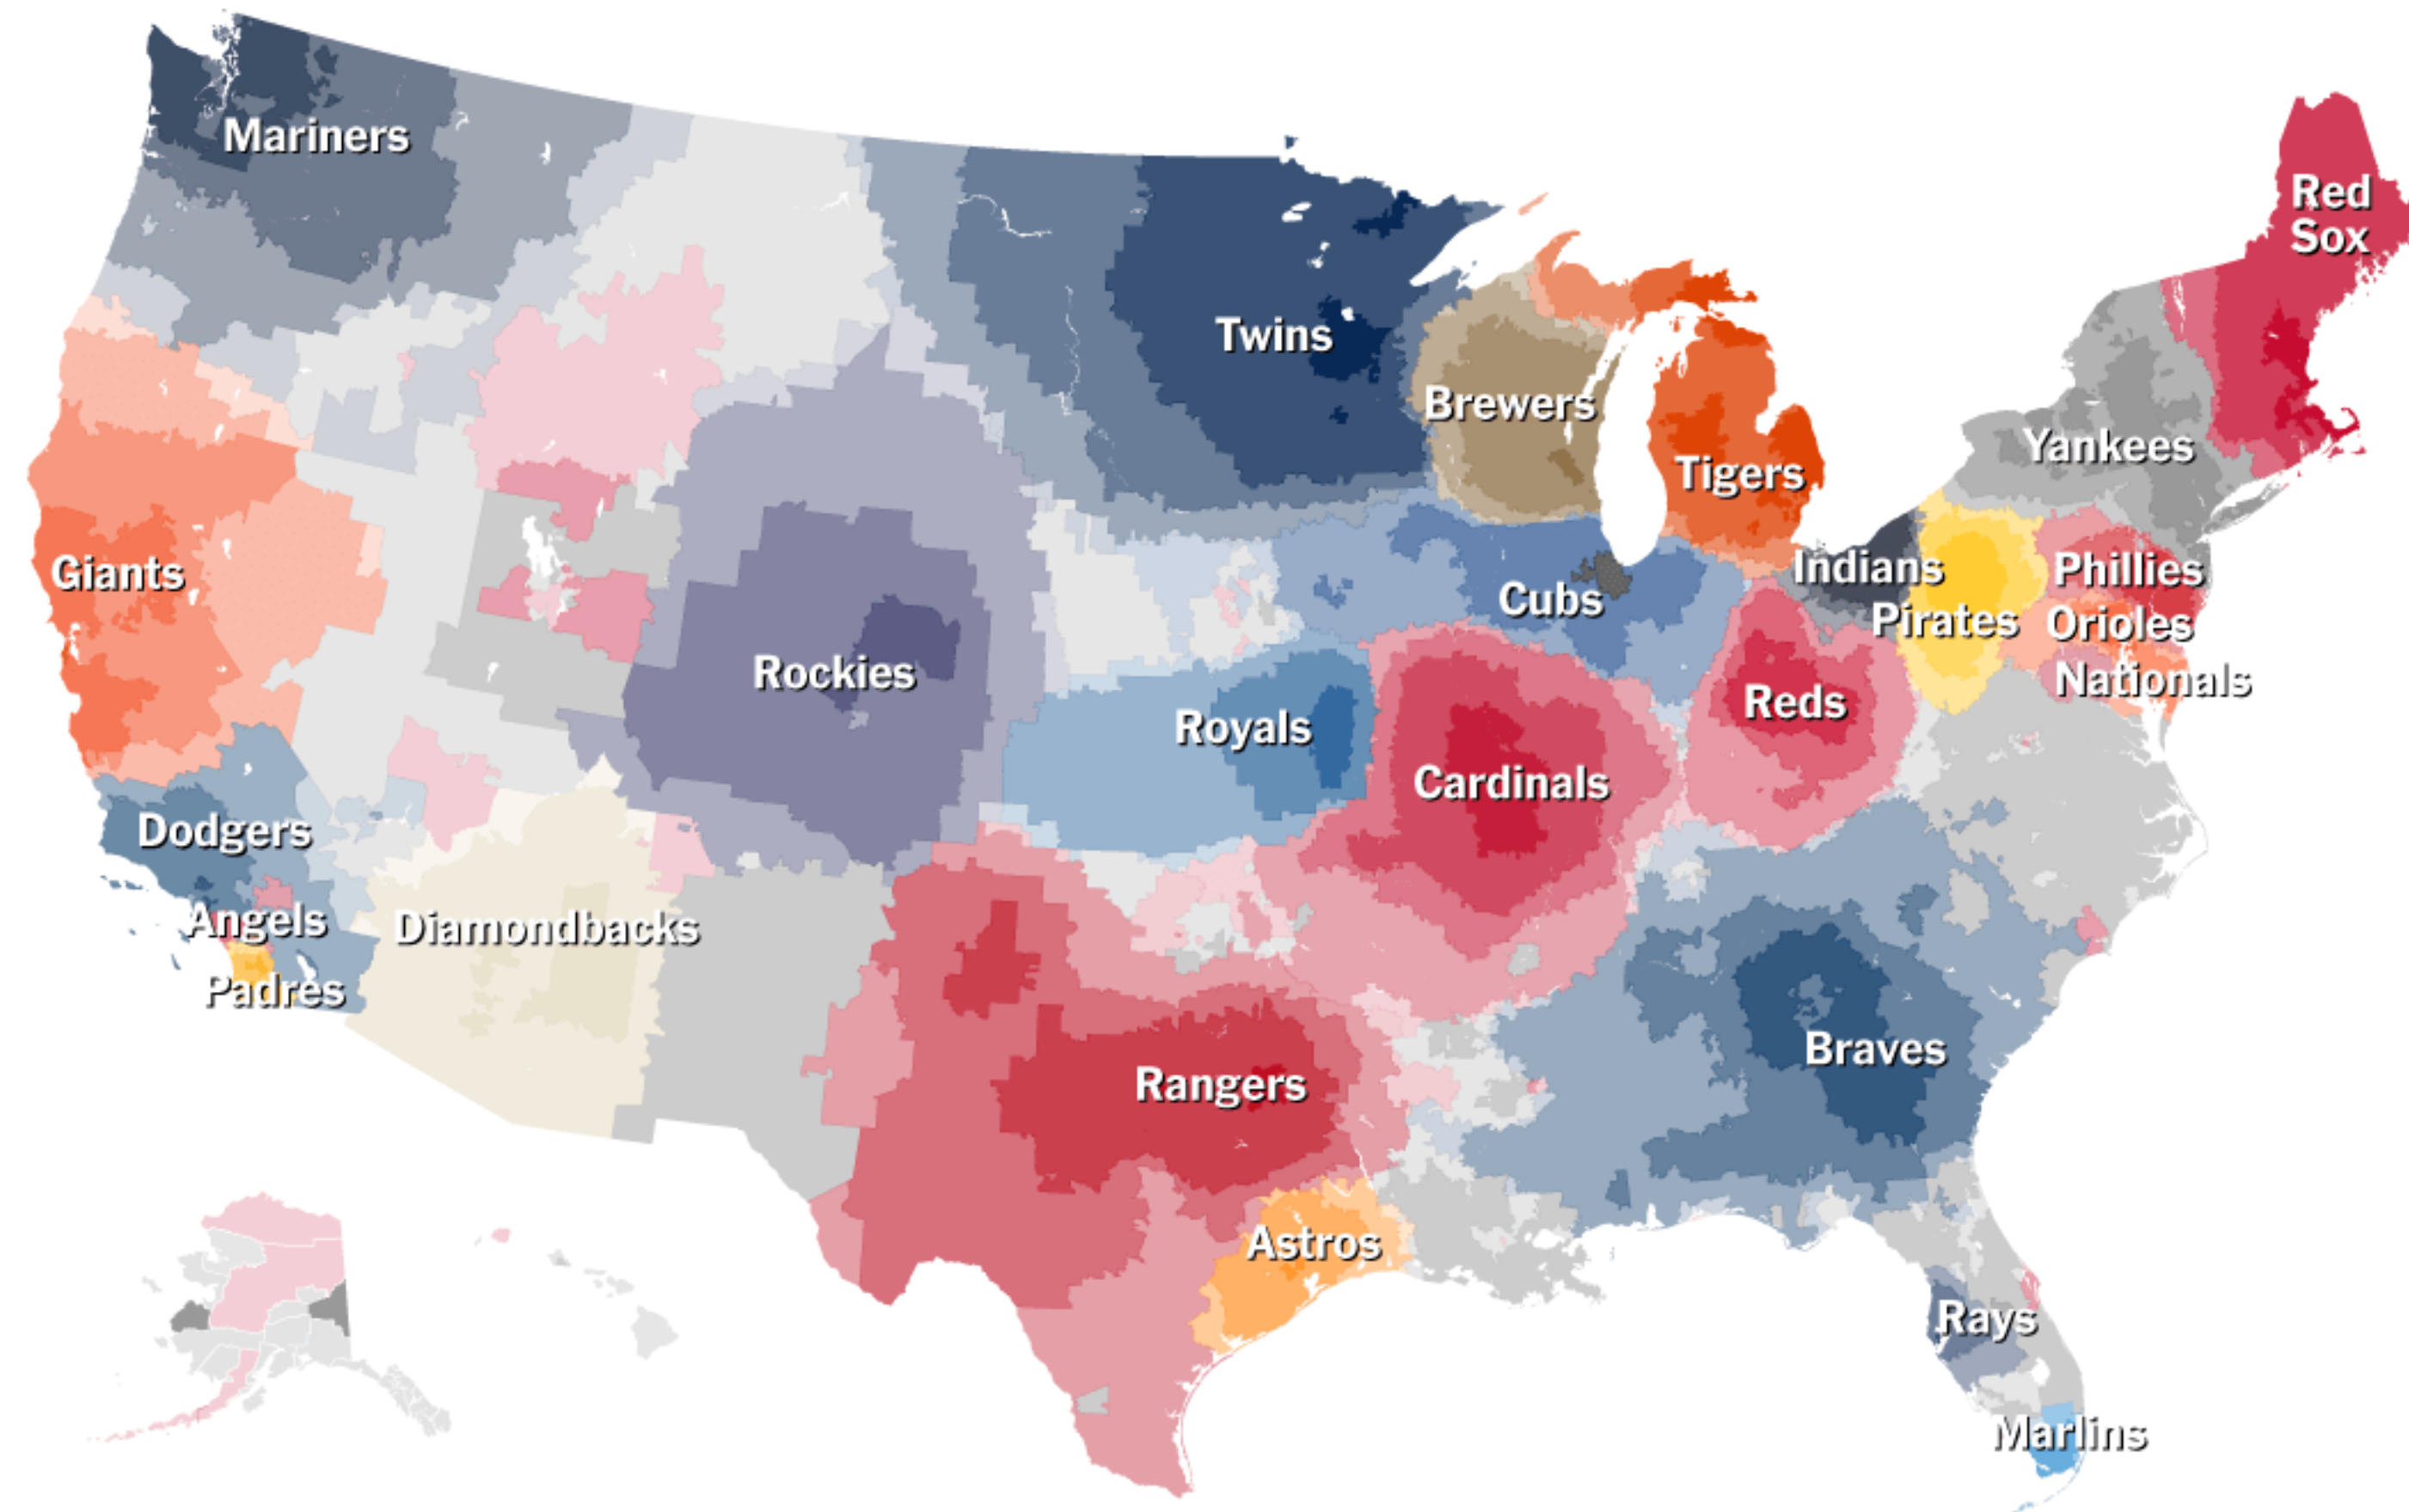 Mariners
Red
Sox
Twins
Brewers
Yankees
Tigers
Giants
Indians
Phillies
Cubs
Pirates
Orioles
Rockies
Nationals
Reds
Royals
Cardinals
Dodgers
Angels
Diamondbacks
Padres
Braves
Rangers
Astros
Rays
Marlins